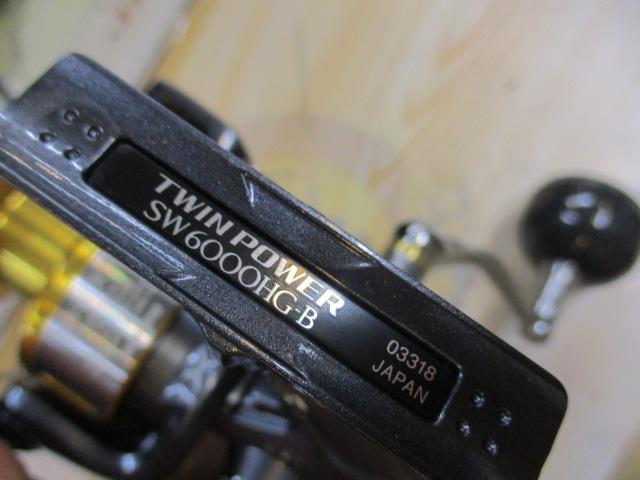 TWIN POWER
SW6000HG-B
03318
JAPAN